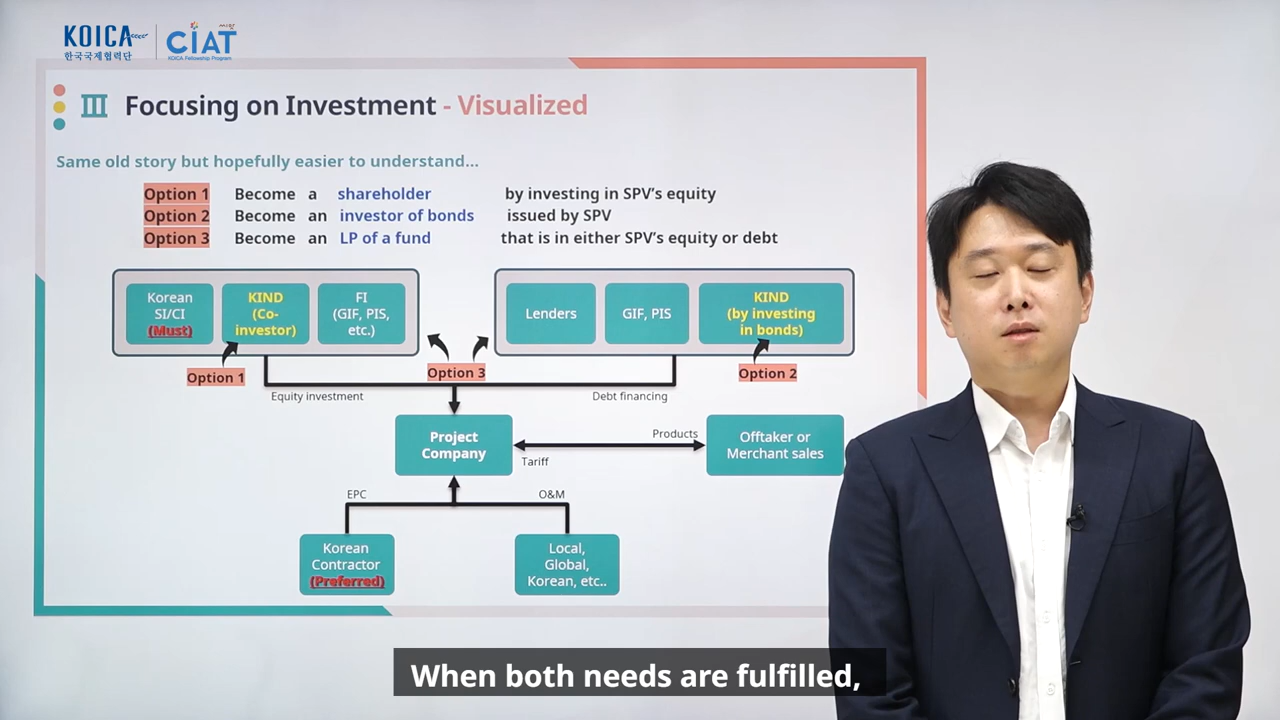 KOICA
한국국제협력단
씨앗
CIAT
KOICA Fellowship Program
III Focusing on Investment - Visualized
Same old story but hopefully easier to understand...
Option 1 Become a shareholder by investing in SPV's equity
Option 2 Become an investor of bonds issued by SPV
Option 3 Become an LP of a fund that is in either SPV's equity or debt
Korean
SI/CI
(Must)
KIND
(Co-
investor)
FI
(GIF, PIS,
etc.)
Lenders
GIF, PIS
KIND
(by investing
in bonds)
Option 1
Option 3
Option 2
Equity investment
Debt financing
Project
Company
Products
Tariff
Offtaker or
Merchant sales
EPC
O&M
Korean
Contractor
(Preferred)
Local,
Global,
Korean, etc..
When both needs are fulfilled,